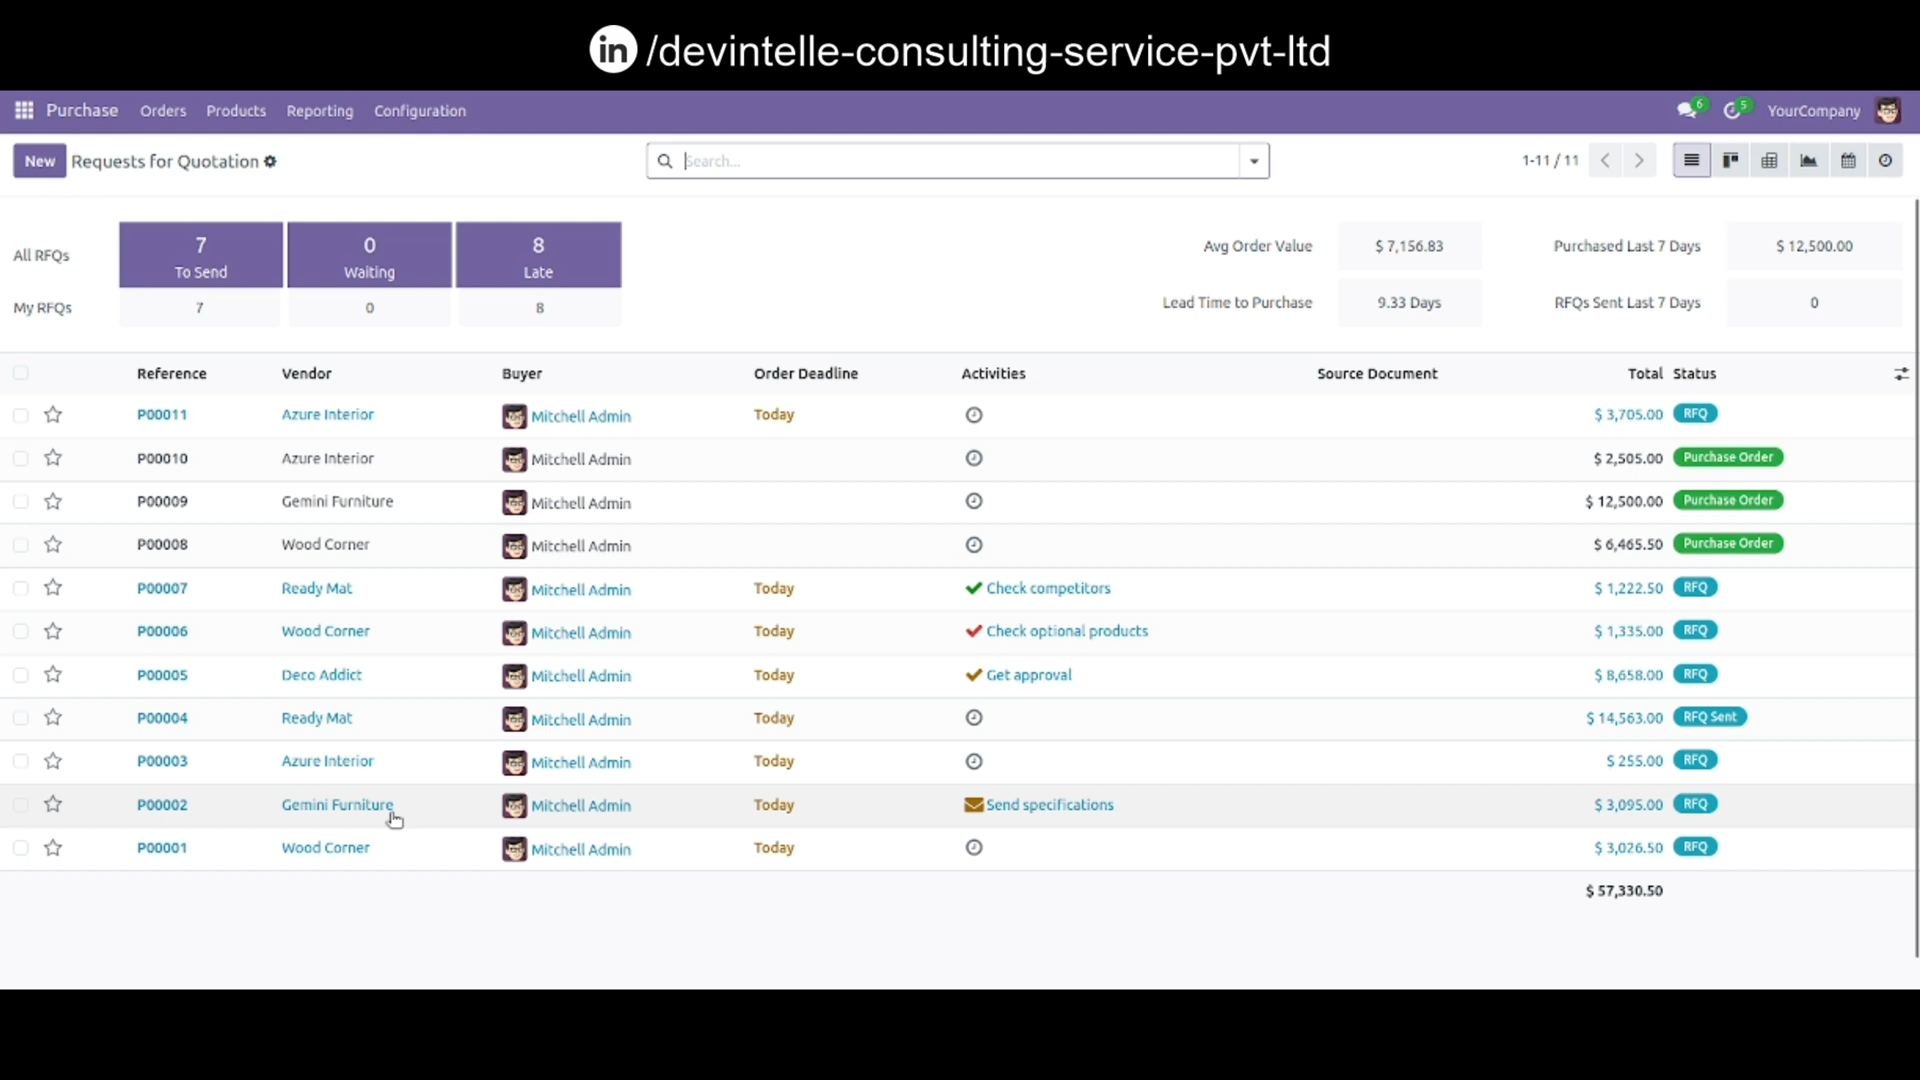 in /devintelle-consulting-service-pvt-ltd
Purchase Orders Products Reporting Configuration 6 5 YourCompany
New Requests for Quotation Search... 1-11 / 11
All RFQs 7 To Send 0 Waiting 8 Late
My RFQs 7 0 8
Avg Order Value $ 7,156.83 Purchased Last 7 Days $ 12,500.00
Lead Time to Purchase 9.33 Days RFQs Sent Last 7 Days 0
Reference Vendor Buyer Order Deadline Activities Source Document Total Status
P00011 Azure Interior Mitchell Admin Today $ 3,705.00 RFQ
P00010 Azure Interior Mitchell Admin $ 2,505.00 Purchase Order
P00009 Gemini Furniture Mitchell Admin $ 12,500.00 Purchase Order
P00008 Wood Corner Mitchell Admin $ 6,465.50 Purchase Order
P00007 Ready Mat Mitchell Admin Today Check competitors $ 1,222.50 RFQ
P00006 Wood Corner Mitchell Admin Today Check optional products $ 1,335.00 RFQ
P00005 Deco Addict Mitchell Admin Today Get approval $ 8,658.00 RFQ
P00004 Ready Mat Mitchell Admin Today $ 14,563.00 RFQ Sent
P00003 Azure Interior Mitchell Admin Today $ 255.00 RFQ
P00002 Gemini Furniture Mitchell Admin Today Send specifications $ 3,095.00 RFQ
P00001 Wood Corner Mitchell Admin Today $ 3,026.50 RFQ
$ 57,330.50